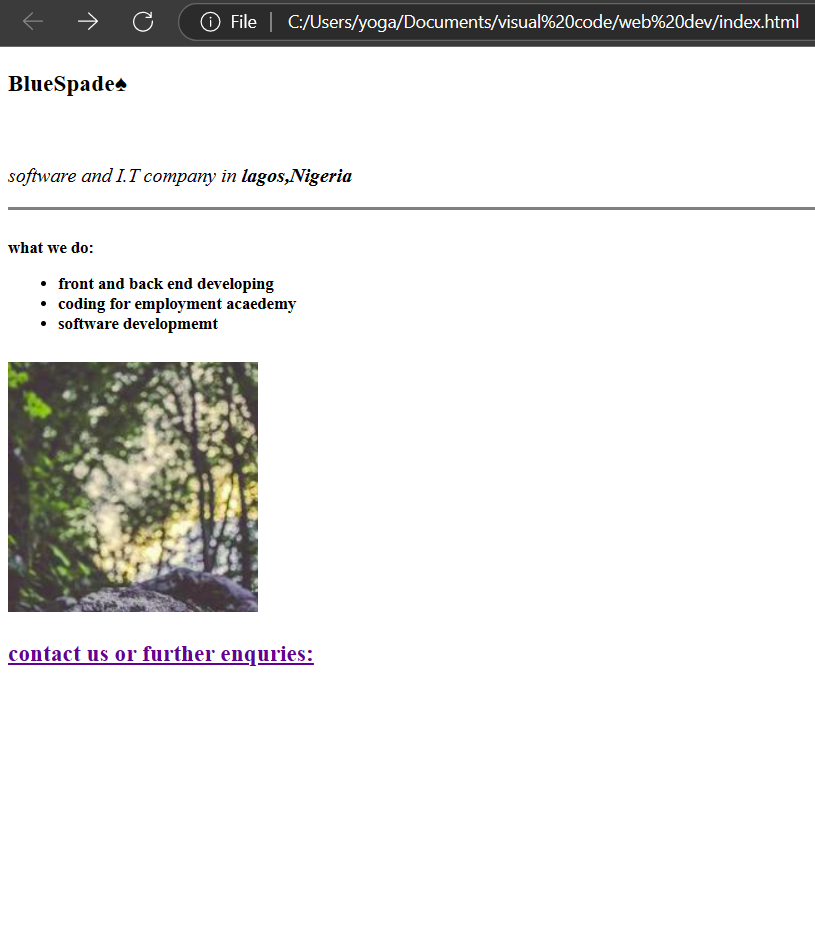 File | C:/Users/yoga/Documents/visual%20code/web%20dev/index.html
BlueSpade♠
software and I.T company in lagos,Nigeria
what we do:
• front and back end developing
• coding for employment acaedemy
• software developmemt
contact us or further enquries: